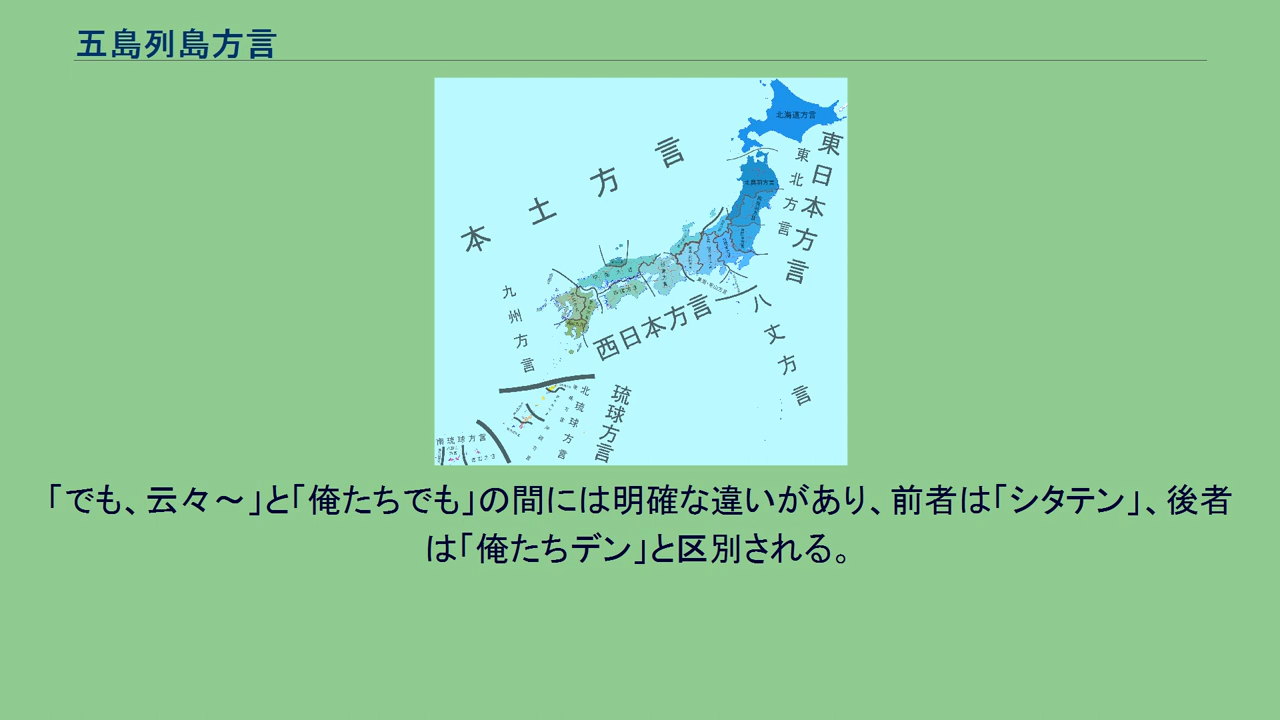 五島列島方言
北海道方言
東日本方言
東北方言
本土方言
九州方言
西日本方言
八丈方言
琉球方言
北琉球方言
南琉球方言
「でも、云々～」と「俺たちでも」の間には明確な違いがあり、前者は「シタテン」、後者
は「俺たちデン」と区別される。